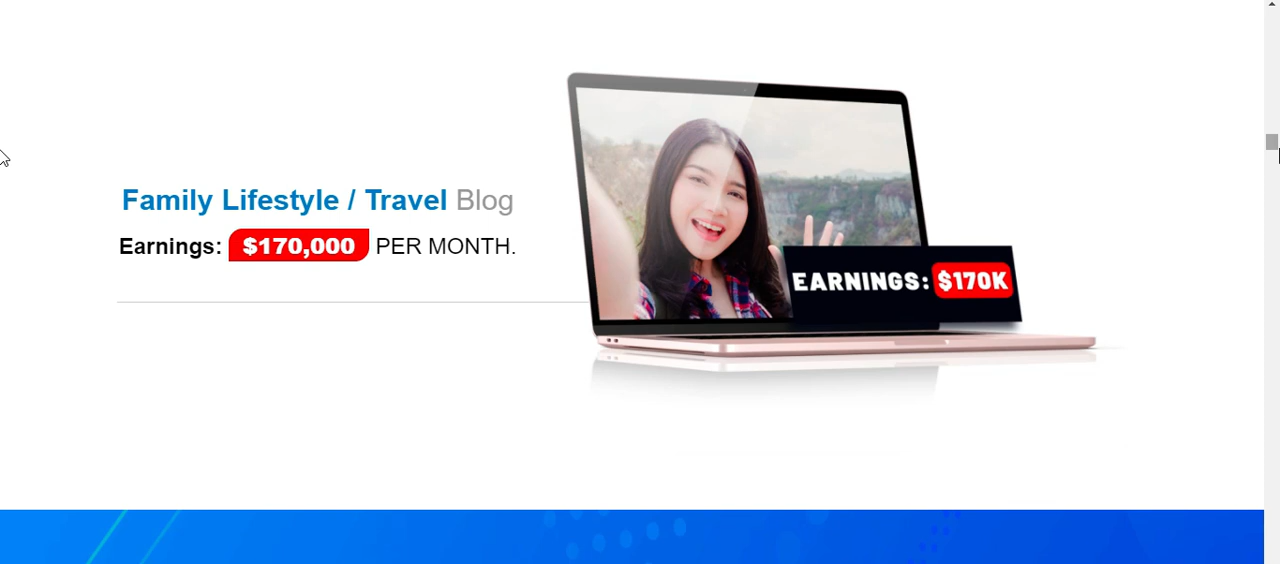 Family Lifestyle / Travel Blog
Earnings: $170,000 PER MONTH.
EARNINGS: $170K